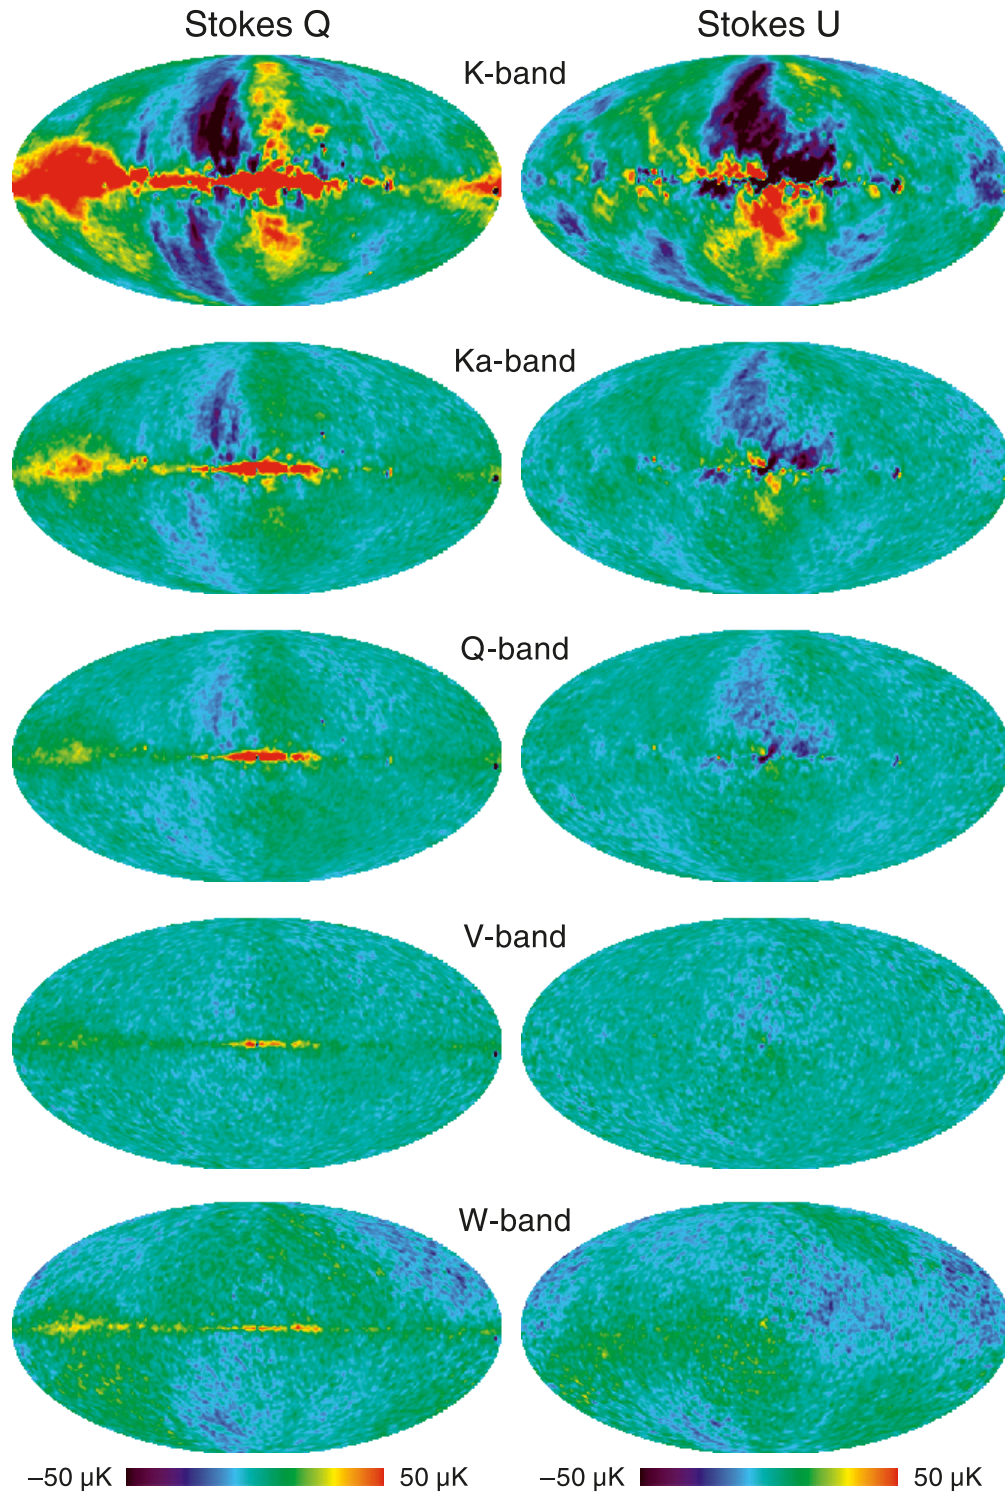 Stokes Q
Stokes U
K-band
Ka-band
Q-band
V-band
W-band
–50 μK
50 μK
–50 μK
50 μK